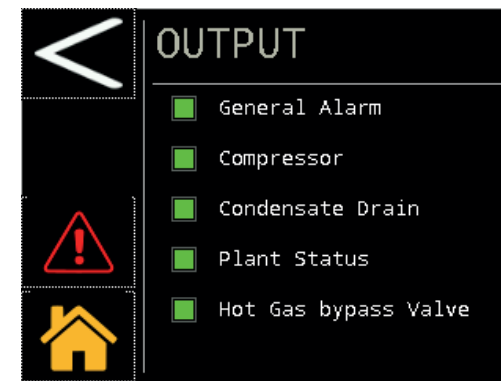 OUTPUT
General Alarm
Compressor
Condensate Drain
Plant Status
Hot Gas bypass Valve